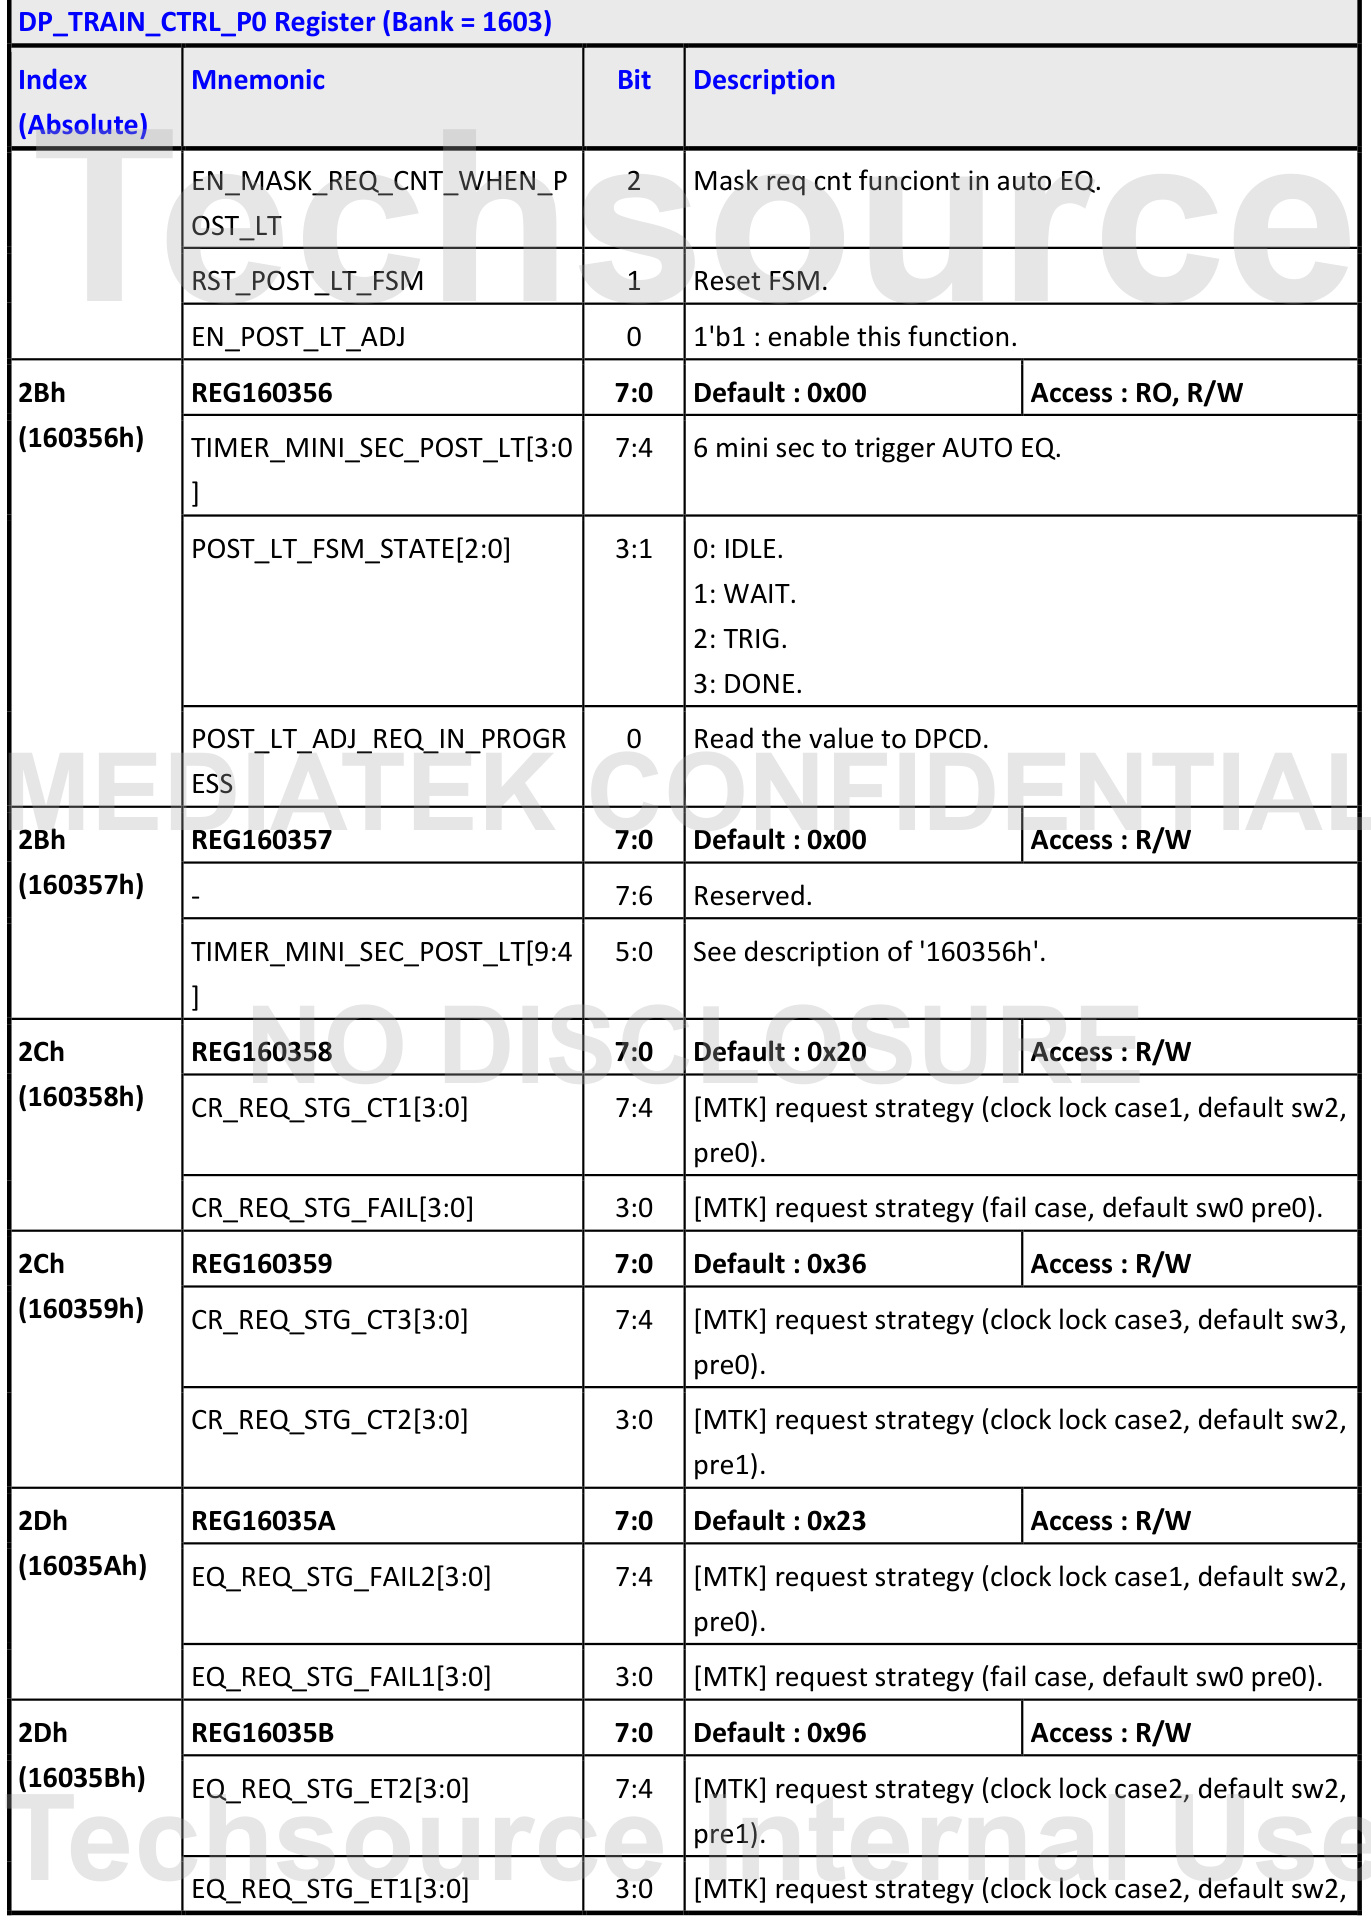 DP_TRAIN_CTRL_P0 Register (Bank = 1603)
Index Mnemonic Bit Description
(Absolute)
EN_MASK_REQ_CNT_WHEN_P 2 Mask req cnt funciont in auto EQ.
OST_LT
RST_POST_LT_FSM 1 Reset FSM.
EN_POST_LT_ADJ 0 1'b1 : enable this function.
2Bh REG160356 7:0 Default : 0x00 Access : RO, R/W
(160356h) TIMER_MINI_SEC_POST_LT[3:0 7:4 6 mini sec to trigger AUTO EQ.
]
POST_LT_FSM_STATE[2:0] 3:1 0: IDLE.
1: WAIT.
2: TRIG.
3: DONE.
POST_LT_ADJ_REQ_IN_PROGR 0 Read the value to DPCD.
ESS
2Bh REG160357 7:0 Default : 0x00 Access : R/W
(160357h) - 7:6 Reserved.
TIMER_MINI_SEC_POST_LT[9:4 5:0 See description of '160356h'.
]
2Ch REG160358 7:0 Default : 0x20 Access : R/W
(160358h) CR_REQ_STG_CT1[3:0] 7:4 [MTK] request strategy (clock lock case1, default sw2,
pre0).
CR_REQ_STG_FAIL[3:0] 3:0 [MTK] request strategy (fail case, default sw0 pre0).
2Ch REG160359 7:0 Default : 0x36 Access : R/W
(160359h) CR_REQ_STG_CT3[3:0] 7:4 [MTK] request strategy (clock lock case3, default sw3,
pre0).
CR_REQ_STG_CT2[3:0] 3:0 [MTK] request strategy (clock lock case2, default sw2,
pre1).
2Dh REG16035A 7:0 Default : 0x23 Access : R/W
(16035Ah) EQ_REQ_STG_FAIL2[3:0] 7:4 [MTK] request strategy (clock lock case1, default sw2,
pre0).
EQ_REQ_STG_FAIL1[3:0] 3:0 [MTK] request strategy (fail case, default sw0 pre0).
2Dh REG16035B 7:0 Default : 0x96 Access : R/W
(16035Bh) EQ_REQ_STG_ET2[3:0] 7:4 [MTK] request strategy (clock lock case2, default sw2,
pre1).
EQ_REQ_STG_ET1[3:0] 3:0 [MTK] request strategy (clock lock case2, default sw2,
Techsource
MEDIATEK CONFIDENTIAL
NO DISCLOSURE
Techsource Internal Use